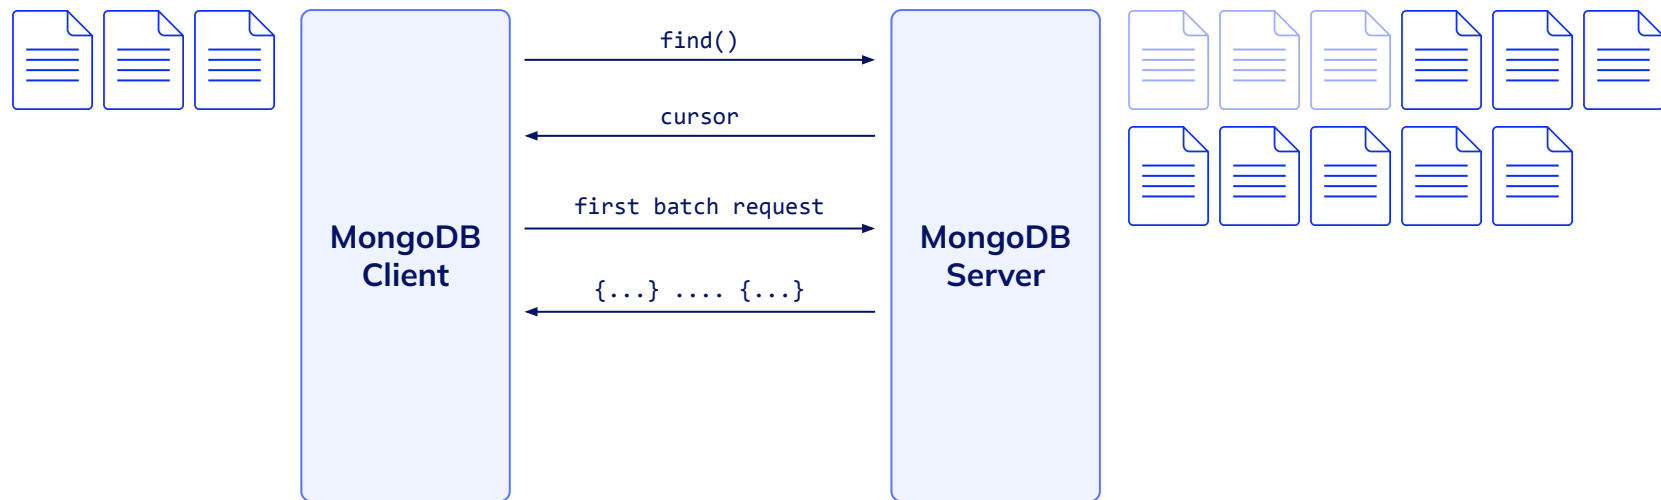 find()
cursor
first batch request
{...} .... {...}
MongoDB
Client
MongoDB
Server